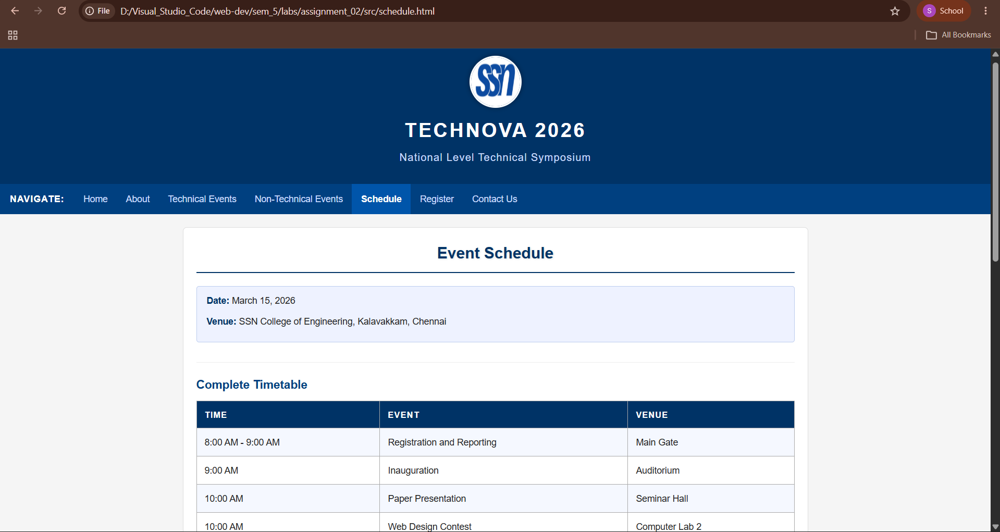 File D:/Visual_Studio_Code/web-dev/sem_5/labs/assignment_02/src/schedule.html S School
All Bookmarks
SSN
TECHNOVA 2026
National Level Technical Symposium
NAVIGATE: Home About Technical Events Non-Technical Events Schedule Register Contact Us
Event Schedule
Date: March 15, 2026
Venue: SSN College of Engineering, Kalavakkam, Chennai
Complete Timetable
TIME EVENT VENUE
8:00 AM - 9:00 AM Registration and Reporting Main Gate
9:00 AM Inauguration Auditorium
10:00 AM Paper Presentation Seminar Hall
10:00 AM Web Design Contest Computer Lab 2